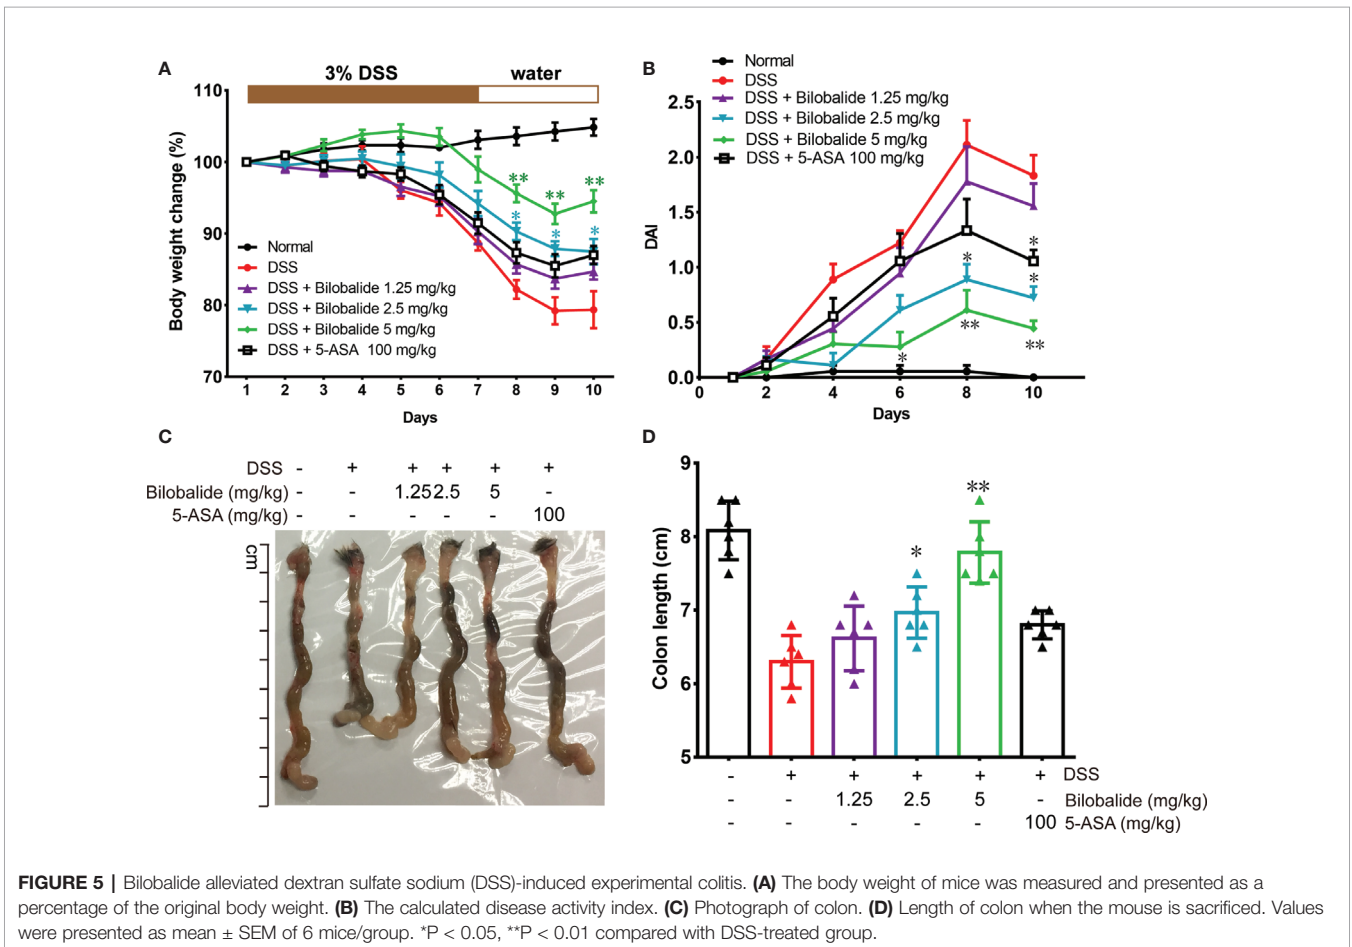 A
3% DSS
water
110
100
90
80
70
Body weight change (%)
Normal
DSS
DSS + Bilobalide 1.25 mg/kg
DSS + Bilobalide 2.5 mg/kg
DSS + Bilobalide 5 mg/kg
DSS + 5-ASA 100 mg/kg
** ** **
* * *
1 2 3 4 5 6 7 8 9 10
Days
B
Normal
DSS
DSS + Bilobalide 1.25 mg/kg
DSS + Bilobalide 2.5 mg/kg
DSS + Bilobalide 5 mg/kg
DSS + 5-ASA 100 mg/kg
2.5
2.0
1.5
1.0
0.5
0.0
DAI
*
* *
** **
*
0 2 4 6 8 10
Days
C
DSS - + + + + +
Bilobalide (mg/kg) - - 1.25 2.5 5 -
5-ASA (mg/kg) - - - - - 100
cm
D
9
8
7
6
5
Colon length (cm)
* **
- + + + + + DSS
- - 1.25 2.5 5 - Bilobalide (mg/kg)
- - - - - 100 5-ASA (mg/kg)
FIGURE 5 | Bilobalide alleviated dextran sulfate sodium (DSS)-induced experimental colitis. (A) The body weight of mice was measured and presented as a
percentage of the original body weight. (B) The calculated disease activity index. (C) Photograph of colon. (D) Length of colon when the mouse is sacrificed. Values
were presented as mean ± SEM of 6 mice/group. *P < 0.05, **P < 0.01 compared with DSS-treated group.